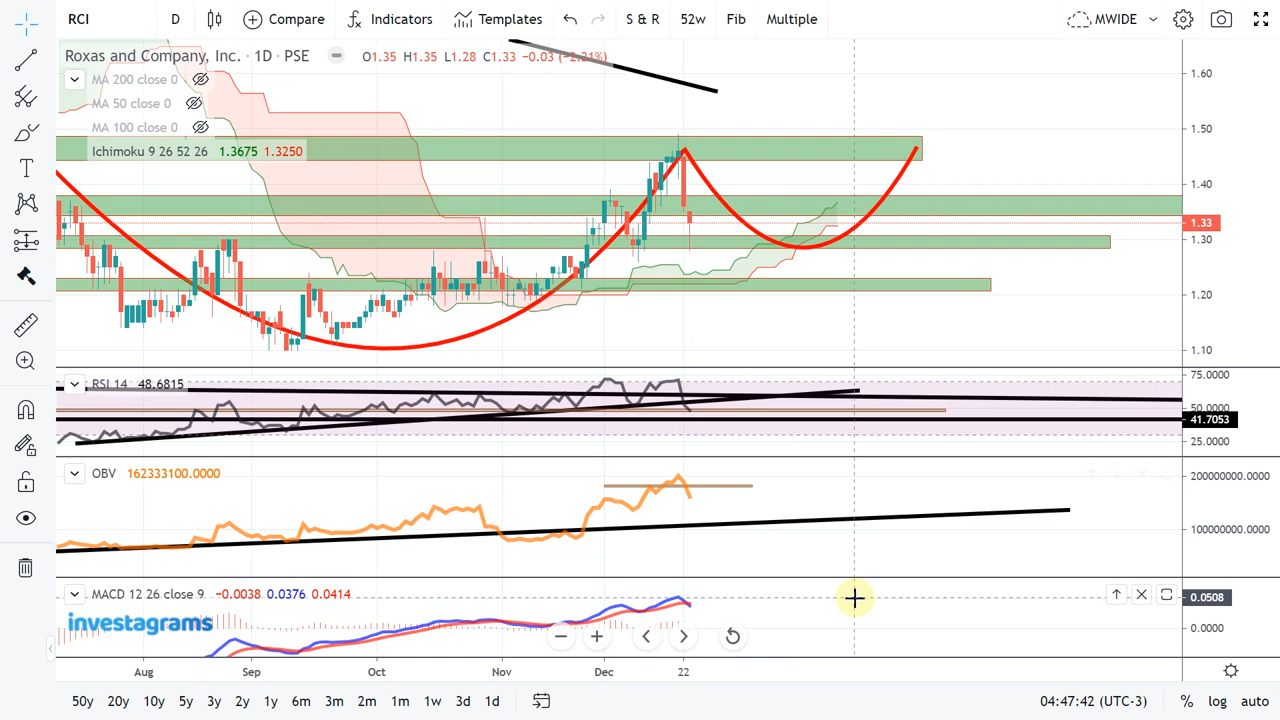 RCI D Compare Indicators Templates S & R 52w Fib Multiple MWIDE
Roxas and Company, Inc. · 1D · PSE O1.35 H1.35 L1.28 C1.33 −0.03 (−2.21%)
MA 200 close 0
MA 50 close 0
MA 100 close 0
Ichimoku 9 26 52 26 1.3675 1.3250
1.60
1.50
1.40
1.33
1.30
1.20
1.10
RSI 14 48.6815
75.0000
50.0000
41.7053
25.0000
OBV 162333100.0000
200000000.0000
100000000.0000
MACD 12 26 close 9 −0.0038 0.0376 0.0414
0.0508
0.0000
investagrams
Aug Sep Oct Nov Dec 22
50y 20y 10y 5y 3y 2y 1y 6m 3m 2m 1m 1w 3d 1d 04:47:42 (UTC-3) % log auto